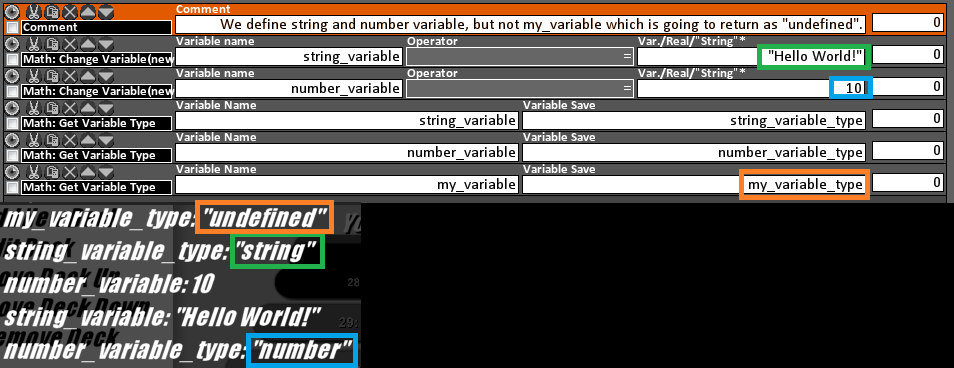 Comment
Comment We define string and number variable, but not my_variable which is going to return as "undefined". 0
Variable name Operator Var./Real/"String"*
Math: Change Variable(new string_variable = "Hello World!" 0
Variable name Operator Var./Real/"String"*
Math: Change Variable(new number_variable = 10 0
Variable Name Variable Save
Math: Get Variable Type string_variable string_variable_type 0
Variable Name Variable Save
Math: Get Variable Type number_variable number_variable_type 0
Variable Name Variable Save
Math: Get Variable Type my_variable my_variable_type 0
my_variable_type: "undefined"
string_variable_type: "string"
number_variable: 10
string_variable: "Hello World!"
number_variable_type: "number"